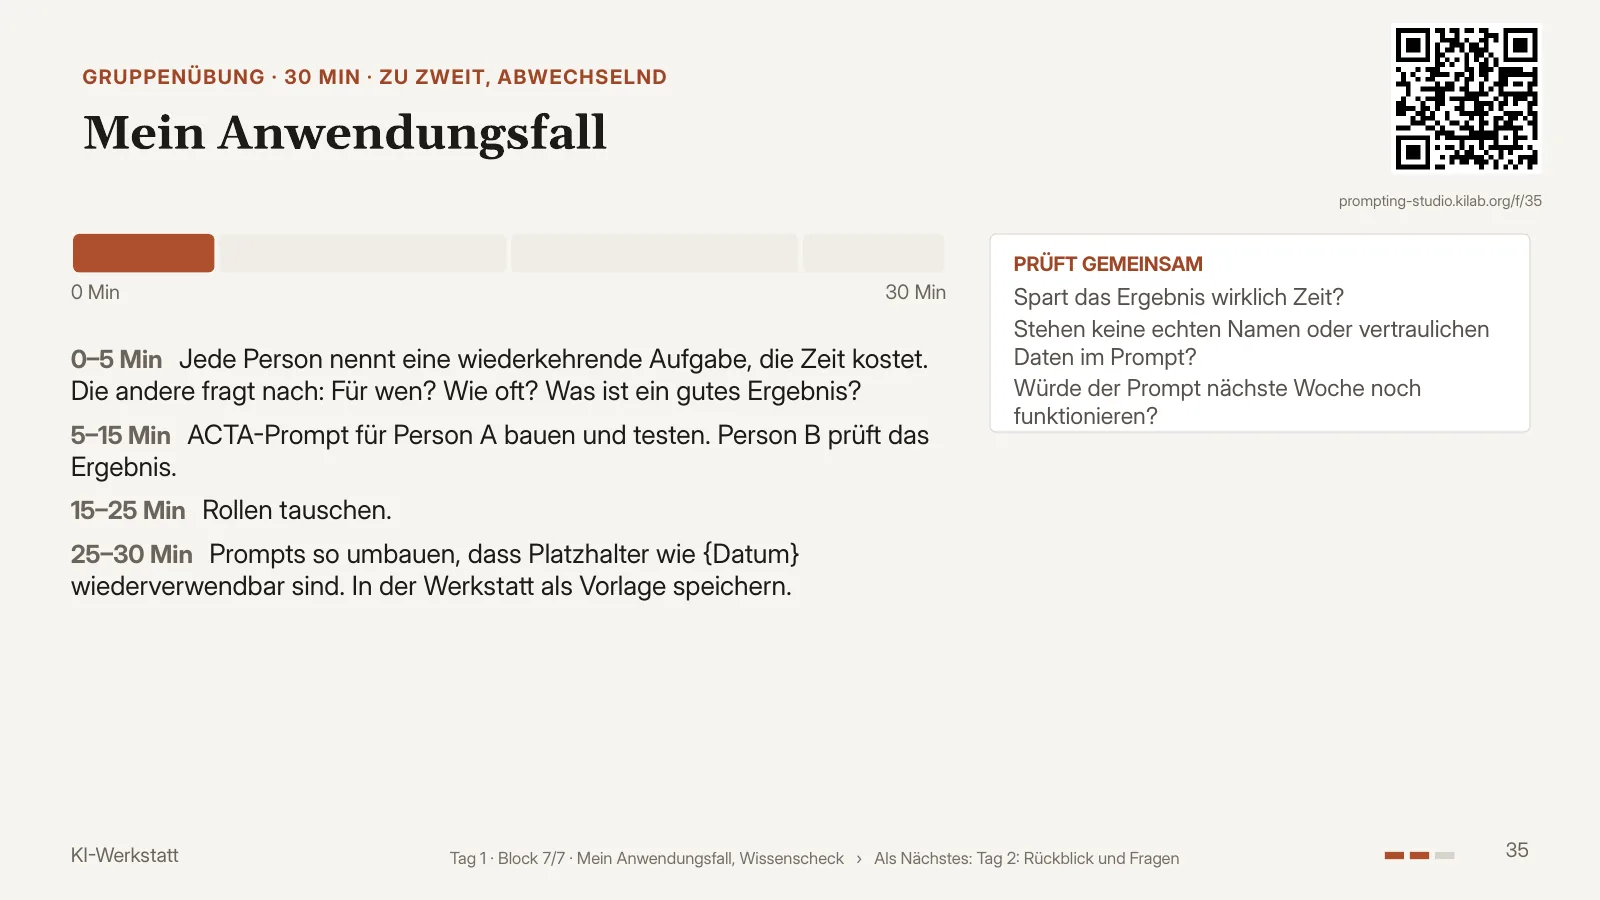 GRUPPENÜBUNG · 30 MIN · ZU ZWEIT, ABWECHSELND
Mein Anwendungsfall
prompting-studio.kilab.org/f/35
0 Min
30 Min
0–5 Min Jede Person nennt eine wiederkehrende Aufgabe, die Zeit kostet.
Die andere fragt nach: Für wen? Wie oft? Was ist ein gutes Ergebnis?
5–15 Min ACTA-Prompt für Person A bauen und testen. Person B prüft das
Ergebnis.
15–25 Min Rollen tauschen.
25–30 Min Prompts so umbauen, dass Platzhalter wie {Datum}
wiederverwendbar sind. In der Werkstatt als Vorlage speichern.
PRÜFT GEMEINSAM
Spart das Ergebnis wirklich Zeit?
Stehen keine echten Namen oder vertraulichen
Daten im Prompt?
Würde der Prompt nächste Woche noch
funktionieren?
KI-Werkstatt
Tag 1 · Block 7/7 · Mein Anwendungsfall, Wissenscheck › Als Nächstes: Tag 2: Rückblick und Fragen
35